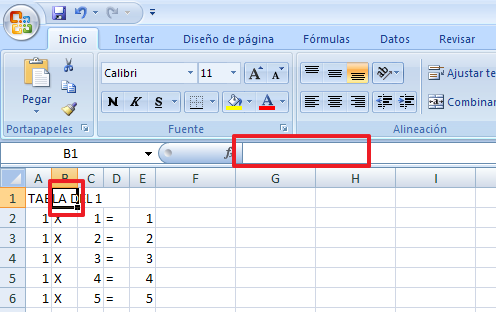 Inicio Insertar Diseño de página Fórmulas Datos Revisar
Calibri 11 A A Ajustar te
Pegar N K S A Combinar
Portapapeles Fuente Alineación
B1 fx
A B C D E F G H I
1 TABLA DEL 1
2 1 X 1 = 1
3 1 X 2 = 2
4 1 X 3 = 3
5 1 X 4 = 4
6 1 X 5 = 5